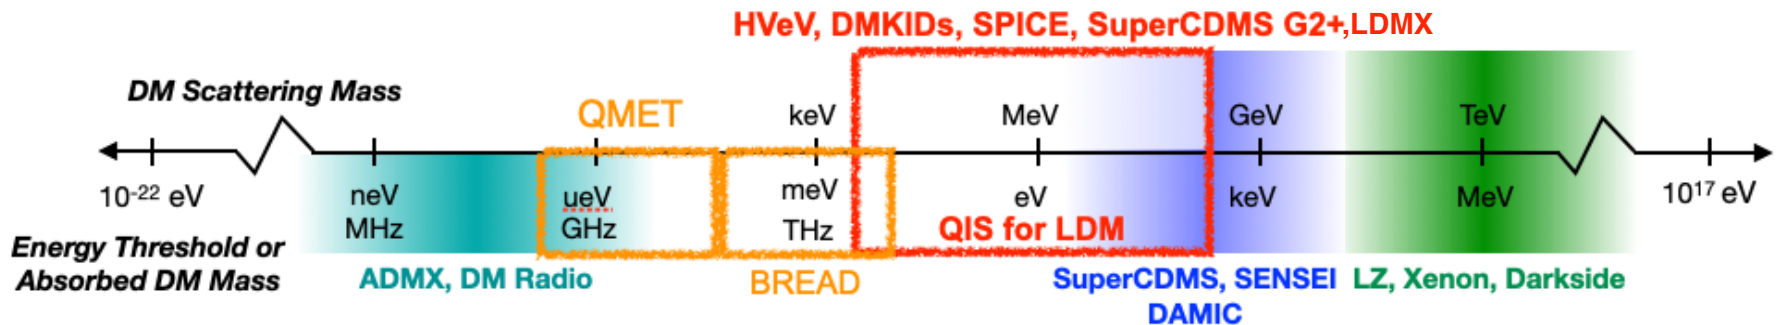 HVeV, DMKIDs, SPICE, SuperCDMS G2+,LDMX
DM Scattering Mass
QMET
keV
MeV
GeV
TeV
10-22 eV
neV
ueV
meV
eV
keV
MeV
10^17 eV
MHz
GHz
THz
QIS for LDM
Energy Threshold or
Absorbed DM Mass
ADMX, DM Radio
BREAD
SuperCDMS, SENSEI
DAMIC
LZ, Xenon, Darkside